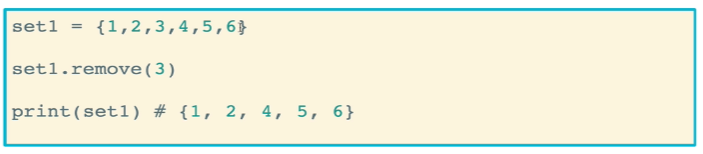 set1 = {1,2,3,4,5,6}
set1.remove(3)
print(set1) # {1, 2, 4, 5, 6}